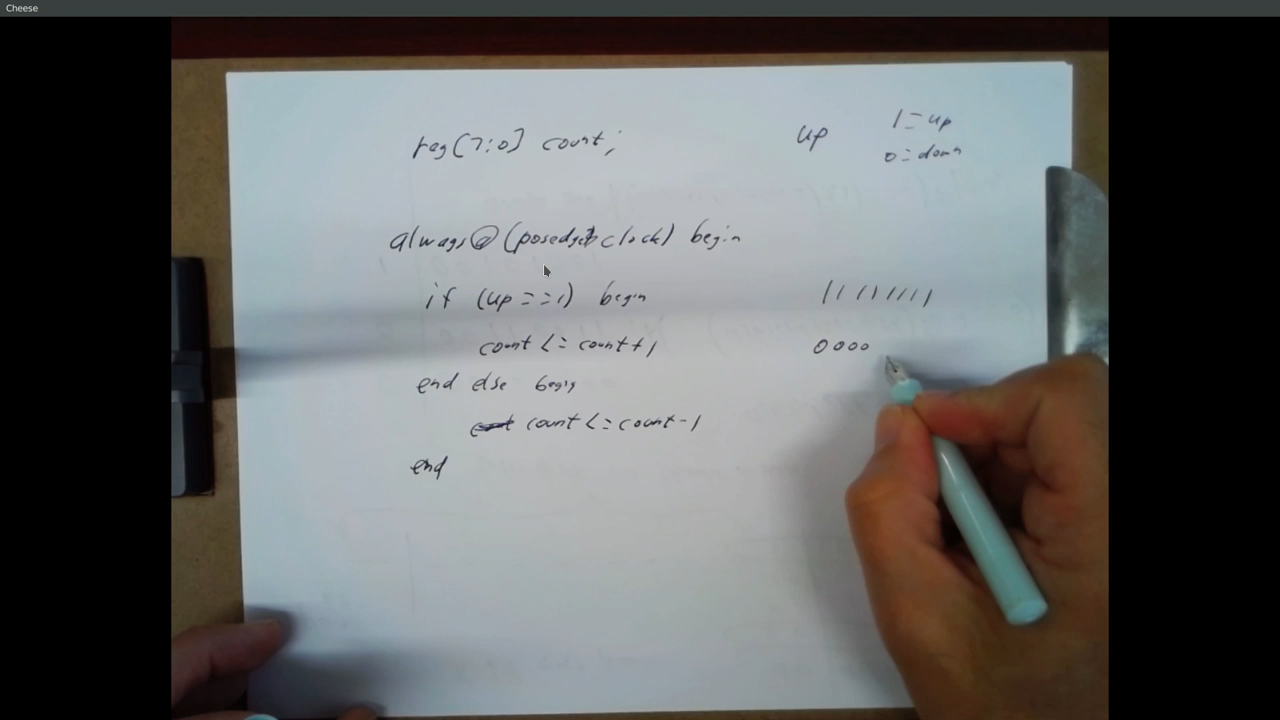 Cheese
reg[7:0] count;
up
1=up
0=down
always@(posedge clock) begin
if (up==1) begin
count <= count+1
end else begin
count <= count-1
end
11111111
0000